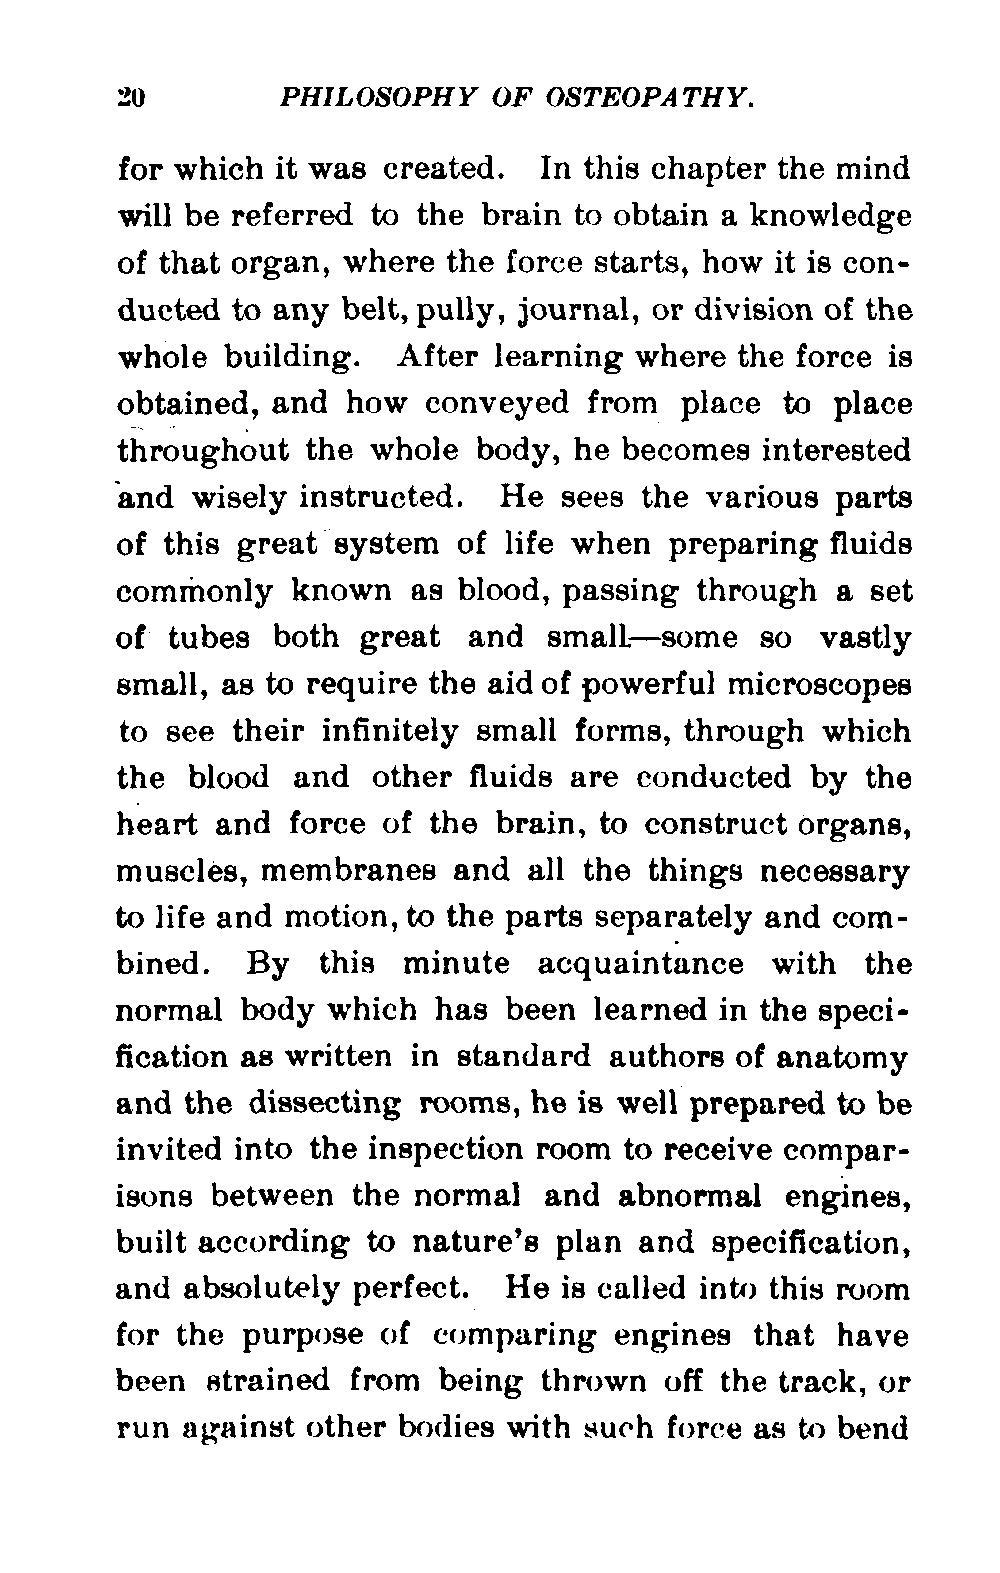 20 PHILOSOPHY OF OSTEOPATHY.
for which it was created. In this chapter the mind
will be referred to the brain to obtain a knowledge
of that organ, where the force starts, how it is con-
ducted to any belt, pully, journal, or division of the
whole building. After learning where the force is
obtained, and how conveyed from place to place
throughout the whole body, he becomes interested
and wisely instructed. He sees the various parts
of this great system of life when preparing fluids
commonly known as blood, passing through a set
of tubes both great and small—some so vastly
small, as to require the aid of powerful microscopes
to see their infinitely small forms, through which
the blood and other fluids are conducted by the
heart and force of the brain, to construct organs,
muscles, membranes and all the things necessary
to life and motion, to the parts separately and com-
bined. By this minute acquaintance with the
normal body which has been learned in the speci-
fication as written in standard authors of anatomy
and the dissecting rooms, he is well prepared to be
invited into the inspection room to receive compar-
isons between the normal and abnormal engines,
built according to nature's plan and specification,
and absolutely perfect. He is called into this room
for the purpose of comparing engines that have
been strained from being thrown off the track, or
run against other bodies with such force as to bend